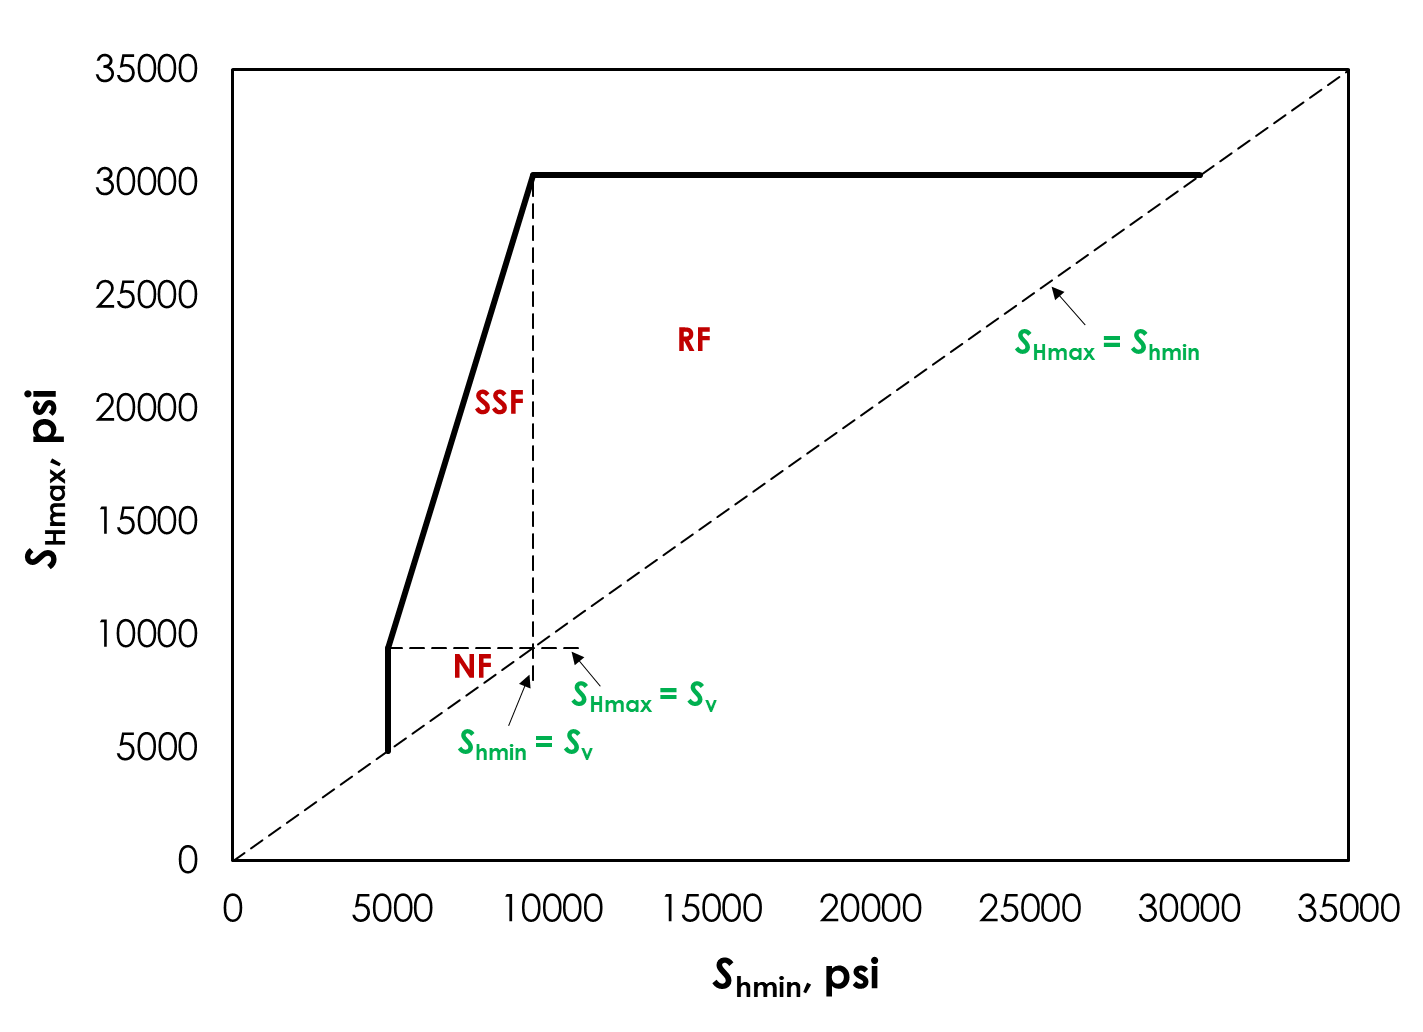 35000
30000
25000
20000
15000
10000
5000
0
SHmax, psi
RF
SSF
NF
SHmax = Shmin
SHmax = Sv
Shmin = Sv
0 5000 10000 15000 20000 25000 30000 35000
Shmin, psi